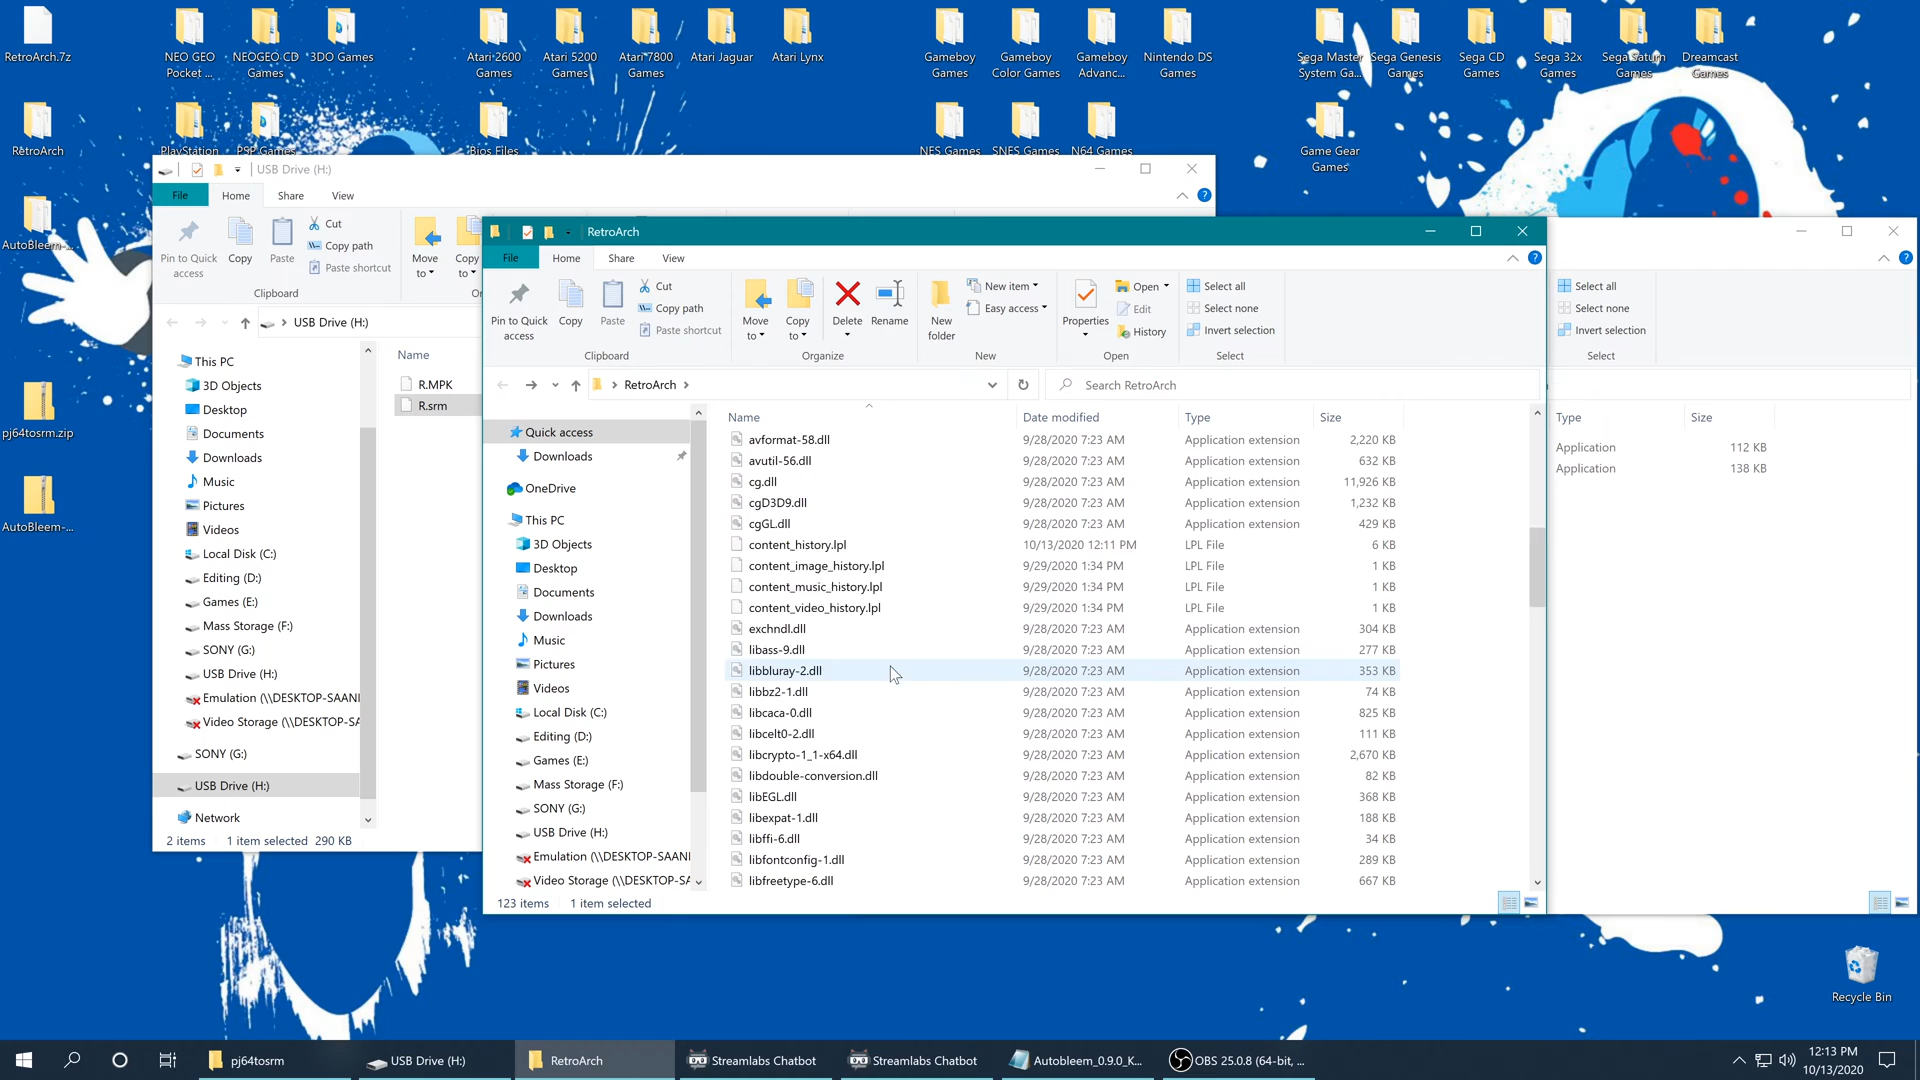 RetroArch.7z
NEO GEO
Pocket ...
NEOGEO CD
Games
3DO Games
Atari 2600
Games
Atari 5200
Games
Atari 7800
Games
Atari Jaguar
Atari Lynx
Gameboy
Games
Gameboy
Color Games
Gameboy
Advanc...
Nintendo DS
Games
Sega Master
System Ga...
Sega Genesis
Games
Sega CD
Games
Sega 32x
Games
Sega Saturn
Games
Dreamcast
Games
RetroArch
PlayStation
PSP Games
Bios Files
NES Games
SNES Games
N64 Games
Game Gear
Games
AutoBleem-...
pj64tosrm.zip
AutoBleem-...
USB Drive (H:)
File
Home
Share
View
Pin to Quick
access
Copy
Paste
Cut
Copy path
Paste shortcut
Clipboard
Move
to
Copy
to
Or
USB Drive (H:)
This PC
3D Objects
Desktop
Documents
Downloads
Music
Pictures
Videos
Local Disk (C:)
Editing (D:)
Games (E:)
Mass Storage (F:)
SONY (G:)
USB Drive (H:)
Emulation (\\DESKTOP-SAAN
Video Storage (\\DESKTOP-SA
SONY (G:)
USB Drive (H:)
Network
Name
R.MPK
R.srm
2 items
1 item selected 290 KB
RetroArch
File
Home
Share
View
Pin to Quick
access
Copy
Paste
Cut
Copy path
Paste shortcut
Clipboard
Move
to
Copy
to
Delete
Rename
Organize
New
folder
New item
Easy access
New
Properties
Open
Edit
History
Open
Select all
Select none
Invert selection
Select
RetroArch
Search RetroArch
Quick access
Downloads
OneDrive
This PC
3D Objects
Desktop
Documents
Downloads
Music
Pictures
Videos
Local Disk (C:)
Editing (D:)
Games (E:)
Mass Storage (F:)
SONY (G:)
USB Drive (H:)
Emulation (\\DESKTOP-SAANI
Video Storage (\\DESKTOP-SA
Name Date modified Type Size
avformat-58.dll 9/28/2020 7:23 AM Application extension 2,220 KB
avutil-56.dll 9/28/2020 7:23 AM Application extension 632 KB
cg.dll 9/28/2020 7:23 AM Application extension 11,926 KB
cgD3D9.dll 9/28/2020 7:23 AM Application extension 1,232 KB
cgGL.dll 9/28/2020 7:23 AM Application extension 429 KB
content_history.lpl 10/13/2020 12:11 PM LPL File 6 KB
content_image_history.lpl 9/29/2020 1:34 PM LPL File 1 KB
content_music_history.lpl 9/29/2020 1:34 PM LPL File 1 KB
content_video_history.lpl 9/29/2020 1:34 PM LPL File 1 KB
exchndl.dll 9/28/2020 7:23 AM Application extension 304 KB
libass-9.dll 9/28/2020 7:23 AM Application extension 277 KB
libbluray-2.dll 9/28/2020 7:23 AM Application extension 353 KB
libbz2-1.dll 9/28/2020 7:23 AM Application extension 74 KB
libcaca-0.dll 9/28/2020 7:23 AM Application extension 825 KB
libcelt0-2.dll 9/28/2020 7:23 AM Application extension 111 KB
libcrypto-1_1-x64.dll 9/28/2020 7:23 AM Application extension 2,670 KB
libdouble-conversion.dll 9/28/2020 7:23 AM Application extension 82 KB
libEGL.dll 9/28/2020 7:23 AM Application extension 368 KB
libexpat-1.dll 9/28/2020 7:23 AM Application extension 188 KB
libffi-6.dll 9/28/2020 7:23 AM Application extension 34 KB
libfontconfig-1.dll 9/28/2020 7:23 AM Application extension 289 KB
libfreetype-6.dll 9/28/2020 7:23 AM Application extension 667 KB
123 items
1 item selected
Select all
Select none
Invert selection
Select
Type Size
Application 112 KB
Application 138 KB
Recycle Bin
pj64tosrm
USB Drive (H:)
RetroArch
Streamlabs Chatbot
Streamlabs Chatbot
Autobleem_0.9.0_K...
OBS 25.0.8 (64-bit, ...
12:13 PM
10/13/2020